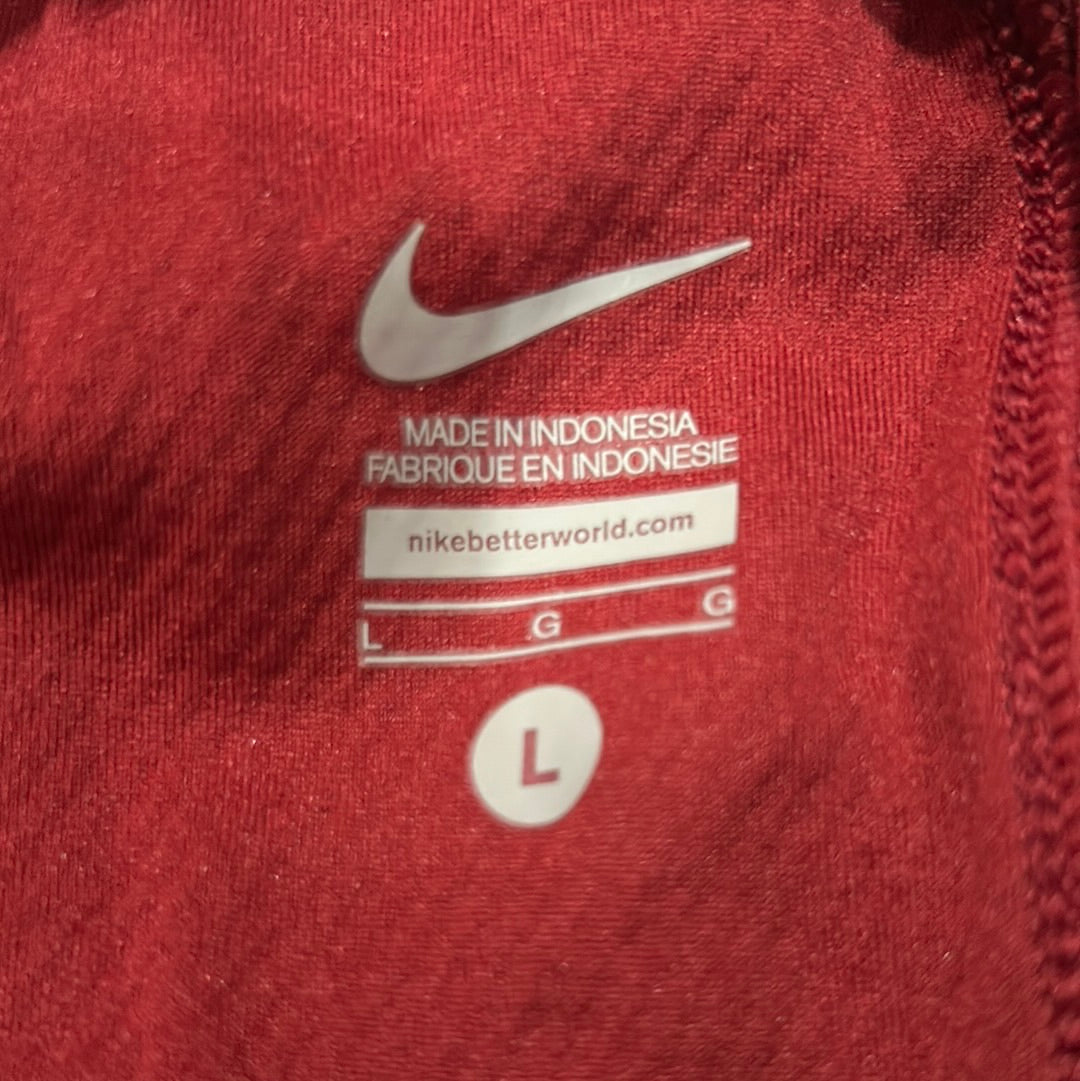 MADE IN INDONESIA
FABRIQUE EN INDONESIE
nikebetterworld.com
L G G
L